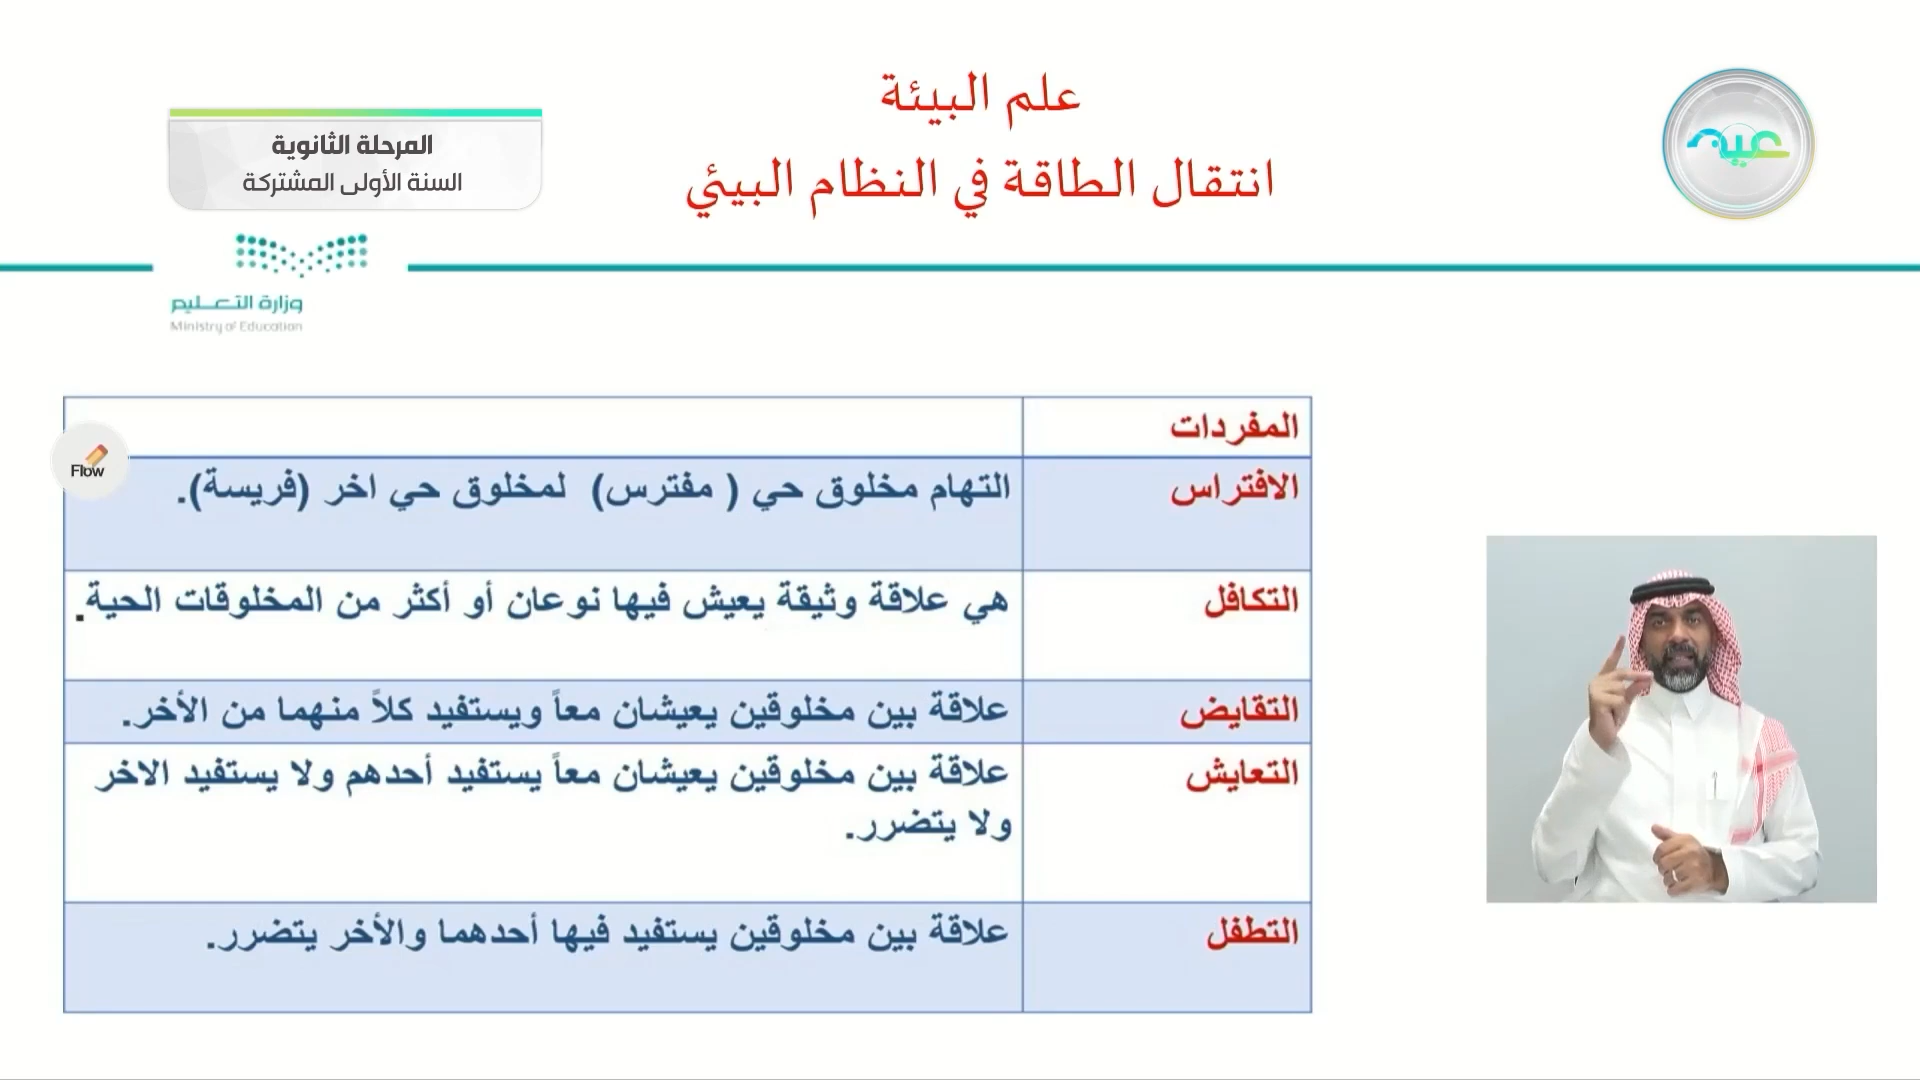 علم البيئة
انتقال الطاقة في النظام البيئي
عين
المرحلة الثانوية
السنة الأولى المشتركة
وزارة التعليم
Ministry of Education
Flow
المفردات
الافتراس
التهام مخلوق حي ( مفترس) لمخلوق حي اخر (فريسة).
التكافل
هي علاقة وثيقة يعيش فيها نوعان أو أكثر من المخلوقات الحية.
التقايض
علاقة بين مخلوقين يعيشان معاً ويستفيد كلاً منهما من الأخر.
التعايش
علاقة بين مخلوقين يعيشان معاً يستفيد أحدهم ولا يستفيد الاخر
ولا يتضرر.
التطفل
علاقة بين مخلوقين يستفيد فيها أحدهما والأخر يتضرر.